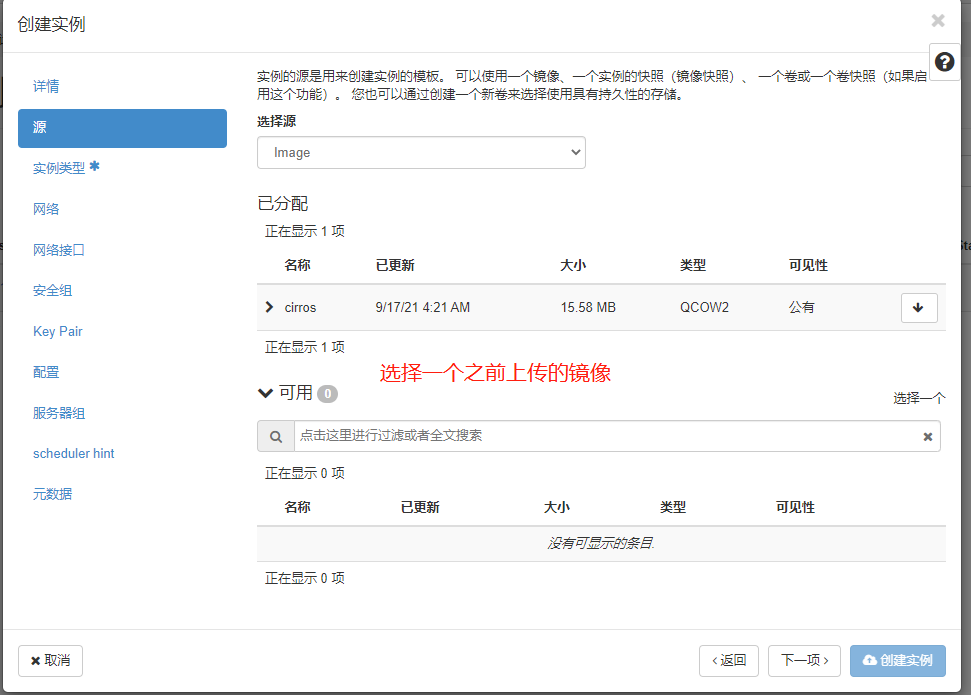 创建实例
详情
源
实例类型 *
网络
网络接口
安全组
Key Pair
配置
服务器组
scheduler hint
元数据
实例的源是用来创建实例的模板。 可以使用一个镜像、一个实例的快照（镜像快照）、 一个卷或一个卷快照（如果启
用这个功能）。 您也可以通过创建一个新卷来选择使用具有持久性的存储。
选择源
Image
已分配
正在显示 1 项
名称 已更新 大小 类型 可见性
cirros 9/17/21 4:21 AM 15.58 MB QCOW2 公有
正在显示 1 项
选择一个之前上传的镜像
可用 0
选择一个
点击这里进行过滤或者全文搜索
正在显示 0 项
名称 已更新 大小 类型 可见性
没有可显示的条目.
正在显示 0 项
取消
返回
下一项
创建实例